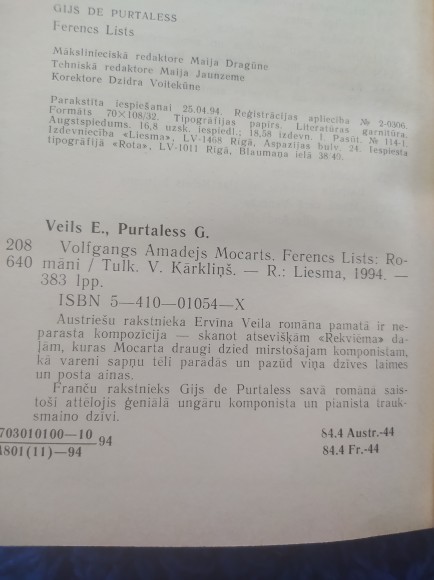 GIJS DE PURTALESS
Ferencs Lists
Mākslinieciskā redaktore Maija Dragūne
Tehniskā redaktore Maija Jaunzeme
Korektore Dzidra Voitekūne
Parakstīta iespiešanai 25.04.94. Reģistrācijas apliecība № 2-0306.
Formāts 70×108/32. Tipogrāfijas papīrs. Literatūras garnitūra.
Augstspiedums. 16,8 uzsk. iespiedl.; 18,58 izdevn. l. Pasūt. № 114-1.
Izdevniecība «Liesma», LV-1468 Rīgā, Aspazijas bulv. 24. Iespiesta
tipogrāfijā «Rota», LV-1011 Rīgā, Blaumaņa ielā 38/40.
Veils E., Purtaless G.
208 Volfgangs Amadejs Mocarts. Ferencs Lists: Ro-
640 māni / Tulk. V. Kārkliņš. — R.: Liesma, 1994. —
383 lpp.
ISBN 5—410—01054—X
Austriešu rakstnieka Ervīna Veila romāna pamatā ir ne-
parasta kompozīcija — skanot atsevišķām «Rekviēma» da-
ļām, kuras Mocarta draugi dzied mirstošajam komponistam,
kā vareni sapņu tēli parādās un pazūd viņa dzīves laimes
un posta ainas.
Franču rakstnieks Gijs de Purtaless savā romānā sais-
toši attēlojis ģeniālā ungāru komponista un pianista trauk-
smaino dzīvi.
703010100—10 84.4 Austr.-44
801(11)—94 94 84.4 Fr.-44